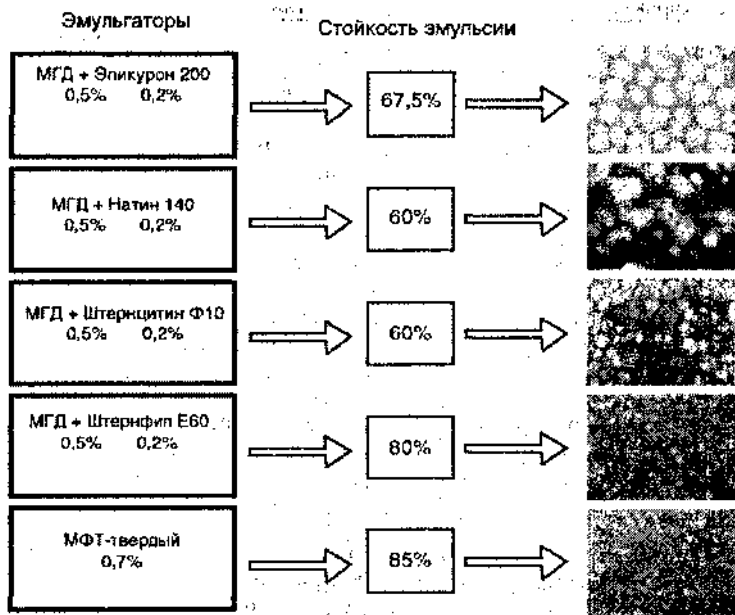 Эмульгаторы
Стойкость эмульсии
МГД + Эпикурон 200
0,5% 0,2%
67,5%
МГД + Натин 140
0,5% 0,2%
60%
МГД + Штернцитин Ф10
0,5% 0,2%
60%
МГД + Штернфил Е60
0,5% 0,2%
80%
МФТ-твердый
0,7%
85%